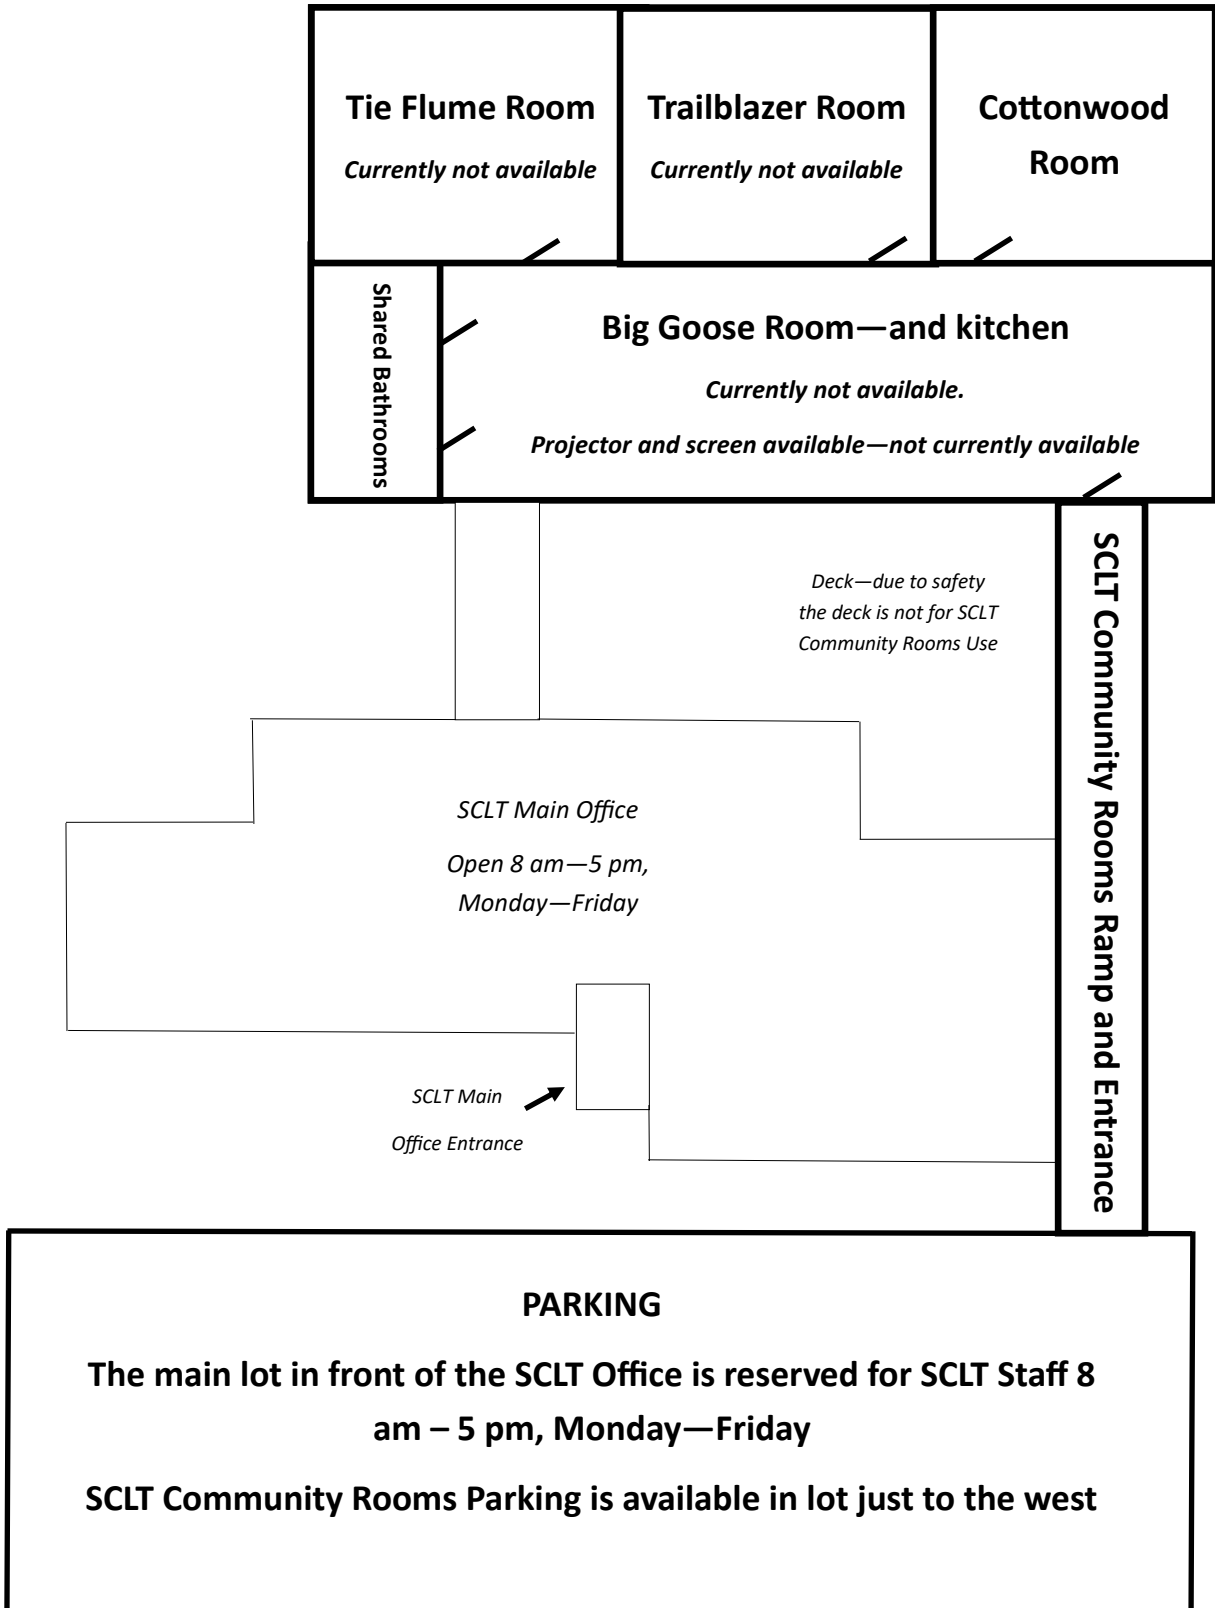 Tie Flume Room
Currently not available
Trailblazer Room
Currently not available
Cottonwood
Room
Shared Bathrooms
Big Goose Room—and kitchen
Currently not available.
Projector and screen available—not currently available
Deck—due to safety
the deck is not for SCLT
Community Rooms Use
SCLT Community Rooms Ramp and Entrance
SCLT Main Office
Open 8 am—5 pm,
Monday—Friday
SCLT Main
Office Entrance
PARKING
The main lot in front of the SCLT Office is reserved for SCLT Staff 8
am – 5 pm, Monday—Friday
SCLT Community Rooms Parking is available in lot just to the west